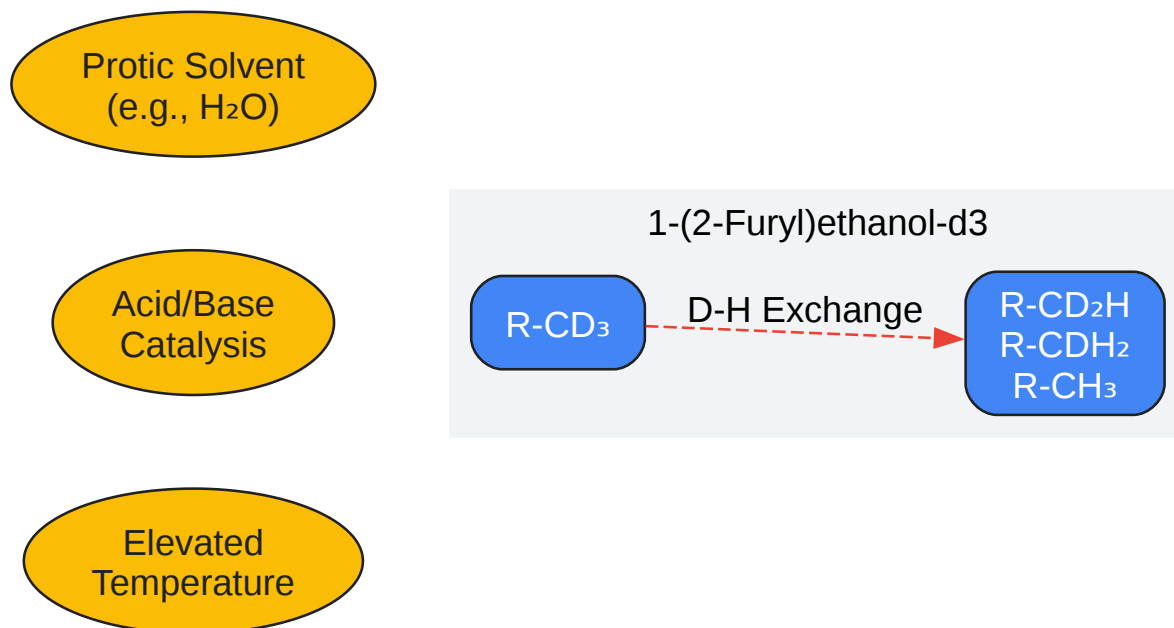 Protic Solvent
(e.g., H₂O)
Acid/Base
Catalysis
Elevated
Temperature
1-(2-Furyl)ethanol-d3
R-CD₃
D-H Exchange
R-CD₂H
R-CDH₂
R-CH₃